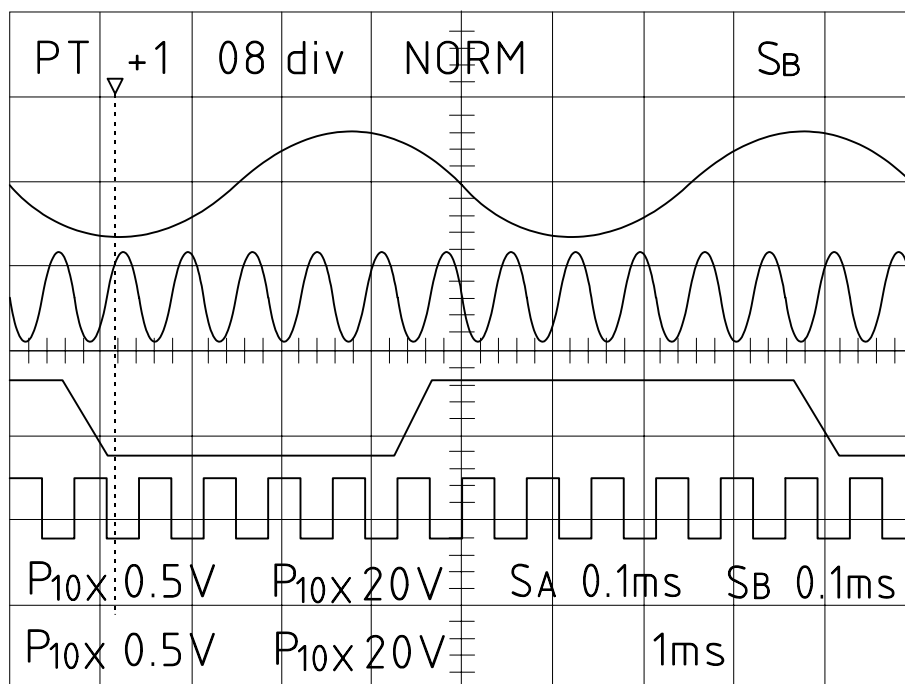 PT +1 08 div NORM SB
P10X 0.5V P10X 20V SA 0.1ms SB 0.1ms
P10X 0.5V P10X 20V 1ms